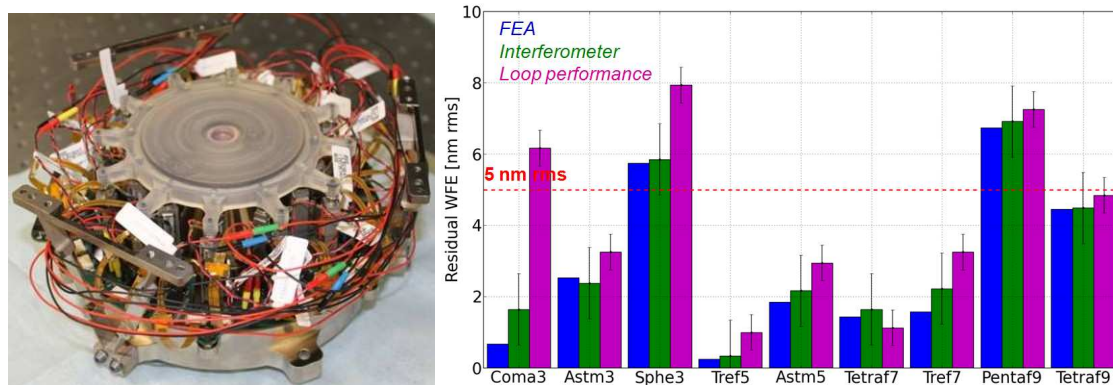 10
8
6
4
2
0
Residual WFE [nm rms]
FEA
Interferometer
Loop performance
5 nm rms
Coma3 Astm3 Sphe3 Tref5 Astm5 Tetraf7 Tref7 Pentaf9 Tetraf9